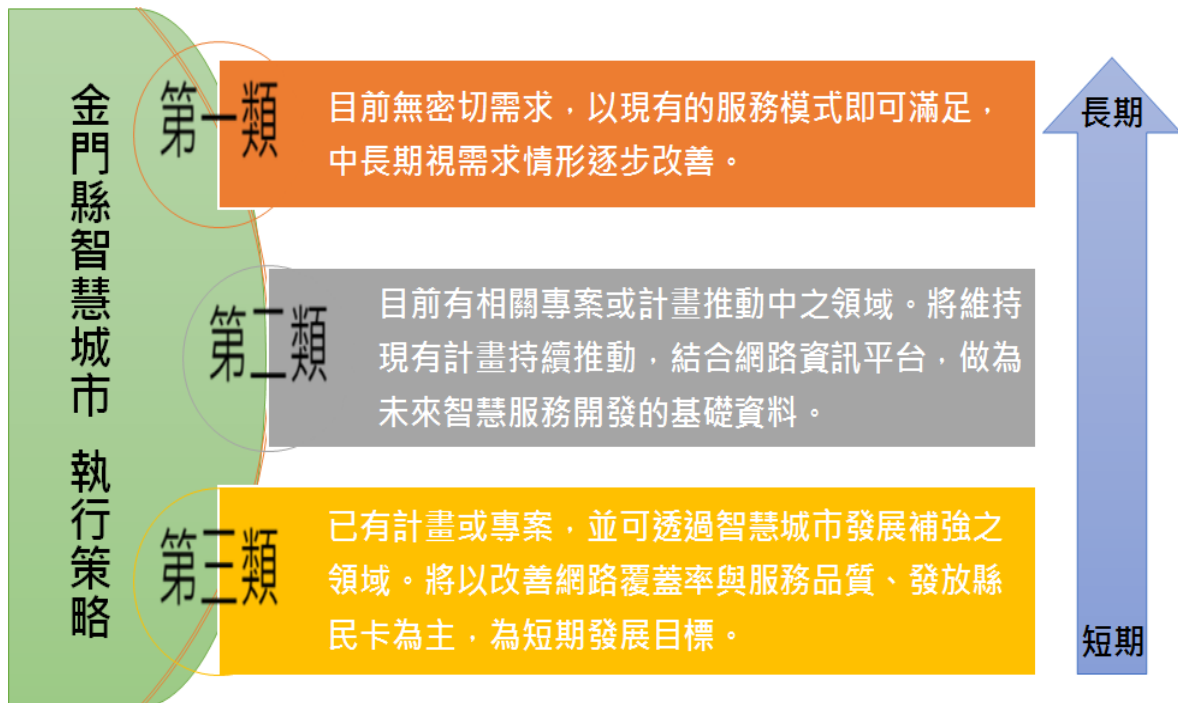 金門縣智慧城市 執行策略
第一類
目前無密切需求，以現有的服務模式即可滿足，
中長期視需求情形逐步改善。
第二類
目前有相關專案或計畫推動中之領域。將維持
現有計畫持續推動，結合網路資訊平台，做為
未來智慧服務開發的基礎資料。
第三類
已有計畫或專案，並可透過智慧城市發展補強之
領域。將以改善網路覆蓋率與服務品質、發放縣
民卡為主，為短期發展目標。
長期
短期